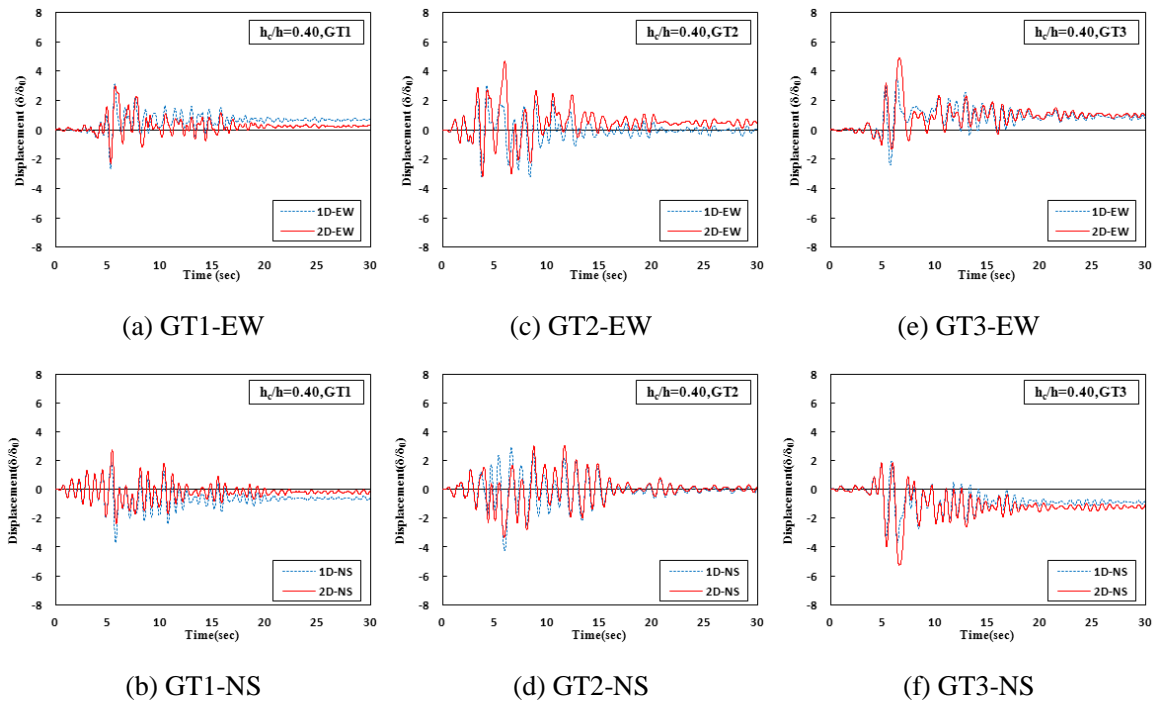 8
6
4
2
0
-2
-4
-6
-8
Displacement (δ/δ₀)
h_c/h=0.40,GT1
1D-EW
2D-EW
0 5 10 15 20 25 30
Time (sec)
(a) GT1-EW
8
6
4
2
0
-2
-4
-6
-8
Displacement (δ/δ₀)
h_c/h=0.40,GT2
1D-EW
2D-EW
0 5 10 15 20 25 30
Time (sec)
(c) GT2-EW
8
6
4
2
0
-2
-4
-6
-8
Displacement (δ/δ₀)
h_c/h=0.40,GT3
1D-EW
2D-EW
0 5 10 15 20 25 30
Time (sec)
(e) GT3-EW
8
6
4
2
0
-2
-4
-6
-8
Displacement(δ/δ₀)
h_c/h=0.40,GT1
1D-NS
2D-NS
0 5 10 15 20 25 30
Time(sec)
(b) GT1-NS
8
6
4
2
0
-2
-4
-6
-8
Displacement(δ/δ₀)
h_c/h=0.40,GT2
1D-NS
2D-NS
0 5 10 15 20 25 30
Time(sec)
(d) GT2-NS
8
6
4
2
0
-2
-4
-6
-8
Displacement(δ/δ₀)
h_c/h=0.40,GT3
1D-NS
2D-NS
0 5 10 15 20 25 30
Time(sec)
(f) GT3-NS